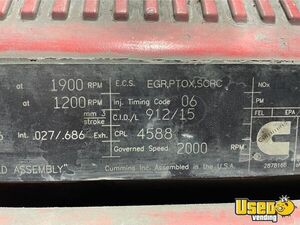 at 1900 RPM E.C.S. EGR,PTOX,SCRC NOx
at 1200 RPM Inj. Timing Code 06 PM
mm 3 stroke C.I.D./L 912/15 FEL EPA
Int. .027/.686 Exh. CPL 4588
Governed Speed 2000 RPM
ASSEMBLY" Cummins Inc. Assembled in the U.S.A. 2878166
Used vending
.com